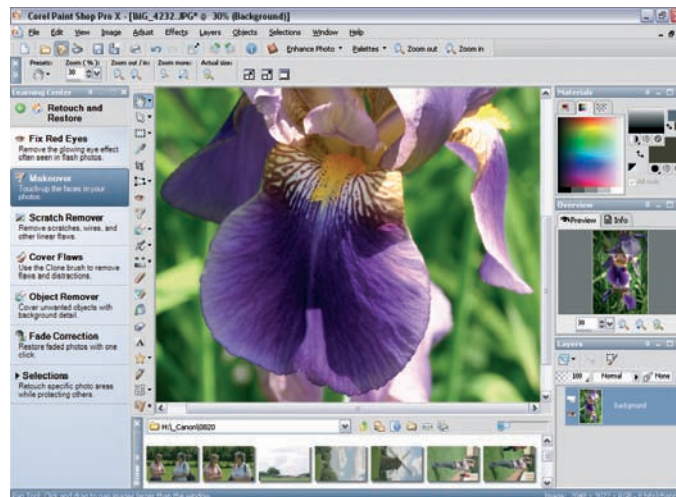 Corel Paint Shop Pro X - [IMG_4232.JPG* @ 30% (Background)]
File Edit View Image Adjust Effects Layers Objects Selections Window Help
Enhance Photo Palettes Zoom out Zoom in
Presets: Zoom (%): Zoom out / in: Zoom more: Actual size:
30
Learning Center
Retouch and
Restore
Fix Red Eyes
Remove the glowing eye effect
often seen in flash photos.
Makeover
Touch-up the faces in your
photos.
Scratch Remover
Remove scratches, wires, and
other linear flaws.
Cover Flaws
Use the Clone brush to remove
flaws and distractions.
Object Remover
Cover unwanted objects with
background detail.
Fade Correction
Restore faded photos with one
click.
Selections
Retouch specific photo areas
while protecting others.
Materials
Overview
Preview Info
30
Layers
100 Normal None
Background
H:\_Canon\0820